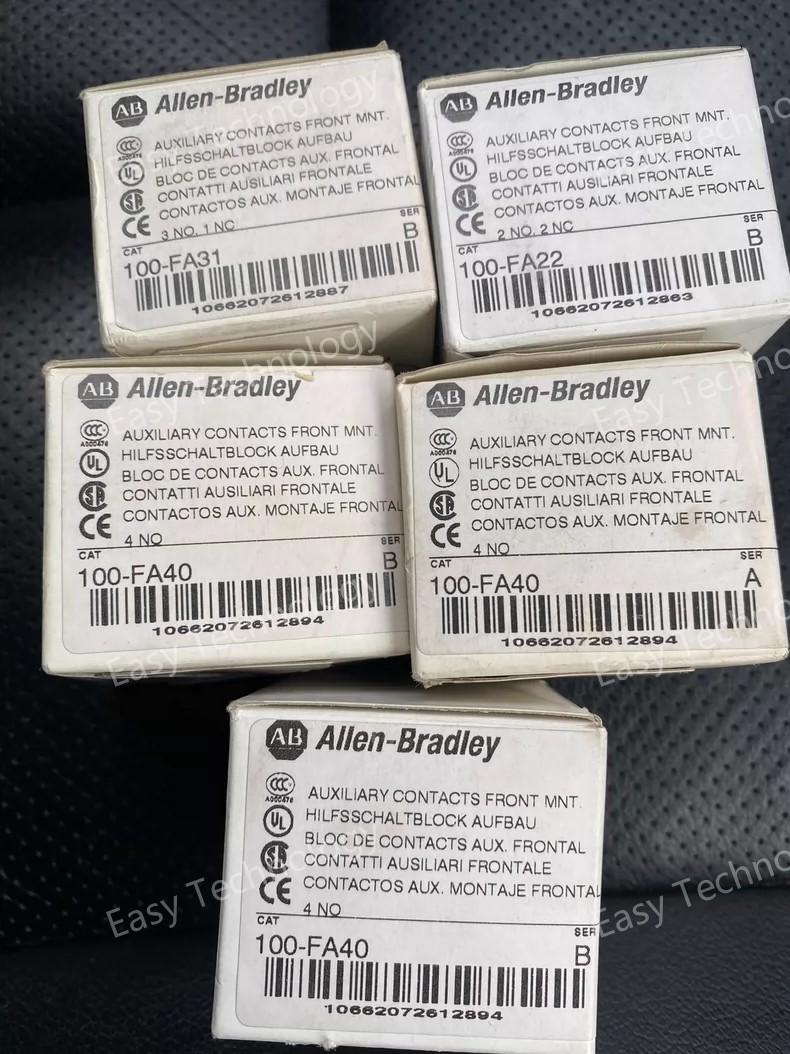 AB Allen-Bradley
AUXILIARY CONTACTS FRONT MNT.
HILFSSCHALTBLOCK AUFBAU
BLOC DE CONTACTS AUX. FRONTAL
CONTATTI AUSILIARI FRONTALE
CONTACTOS AUX. MONTAJE FRONTAL
3 NO, 1 NC
CAT SER
100-FA31 B
10662072612887
AB Allen-Bradley
AUXILIARY CONTACTS FRONT MNT.
HILFSSCHALTBLOCK AUFBAU
BLOC DE CONTACTS AUX. FRONTAL
CONTATTI AUSILIARI FRONTALE
CONTACTOS AUX. MONTAJE FRONTAL
2 NO, 2 NC
CAT SER
100-FA22 B
10662072612863
AB Allen-Bradley
AUXILIARY CONTACTS FRONT MNT.
HILFSSCHALTBLOCK AUFBAU
BLOC DE CONTACTS AUX. FRONTAL
CONTATTI AUSILIARI FRONTALE
CONTACTOS AUX. MONTAJE FRONTAL
4 NO
CAT SER
100-FA40 B
10662072612894
AB Allen-Bradley
AUXILIARY CONTACTS FRONT MNT.
HILFSSCHALTBLOCK AUFBAU
BLOC DE CONTACTS AUX. FRONTAL
CONTATTI AUSILIARI FRONTALE
CONTACTOS AUX. MONTAJE FRONTAL
4 NO
CAT SER
100-FA40 A
10662072612894
AB Allen-Bradley
AUXILIARY CONTACTS FRONT MNT.
HILFSSCHALTBLOCK AUFBAU
BLOC DE CONTACTS AUX. FRONTAL
CONTATTI AUSILIARI FRONTALE
CONTACTOS AUX. MONTAJE FRONTAL
4 NO
CAT SER
100-FA40 B
10662072612894
Easy Technology